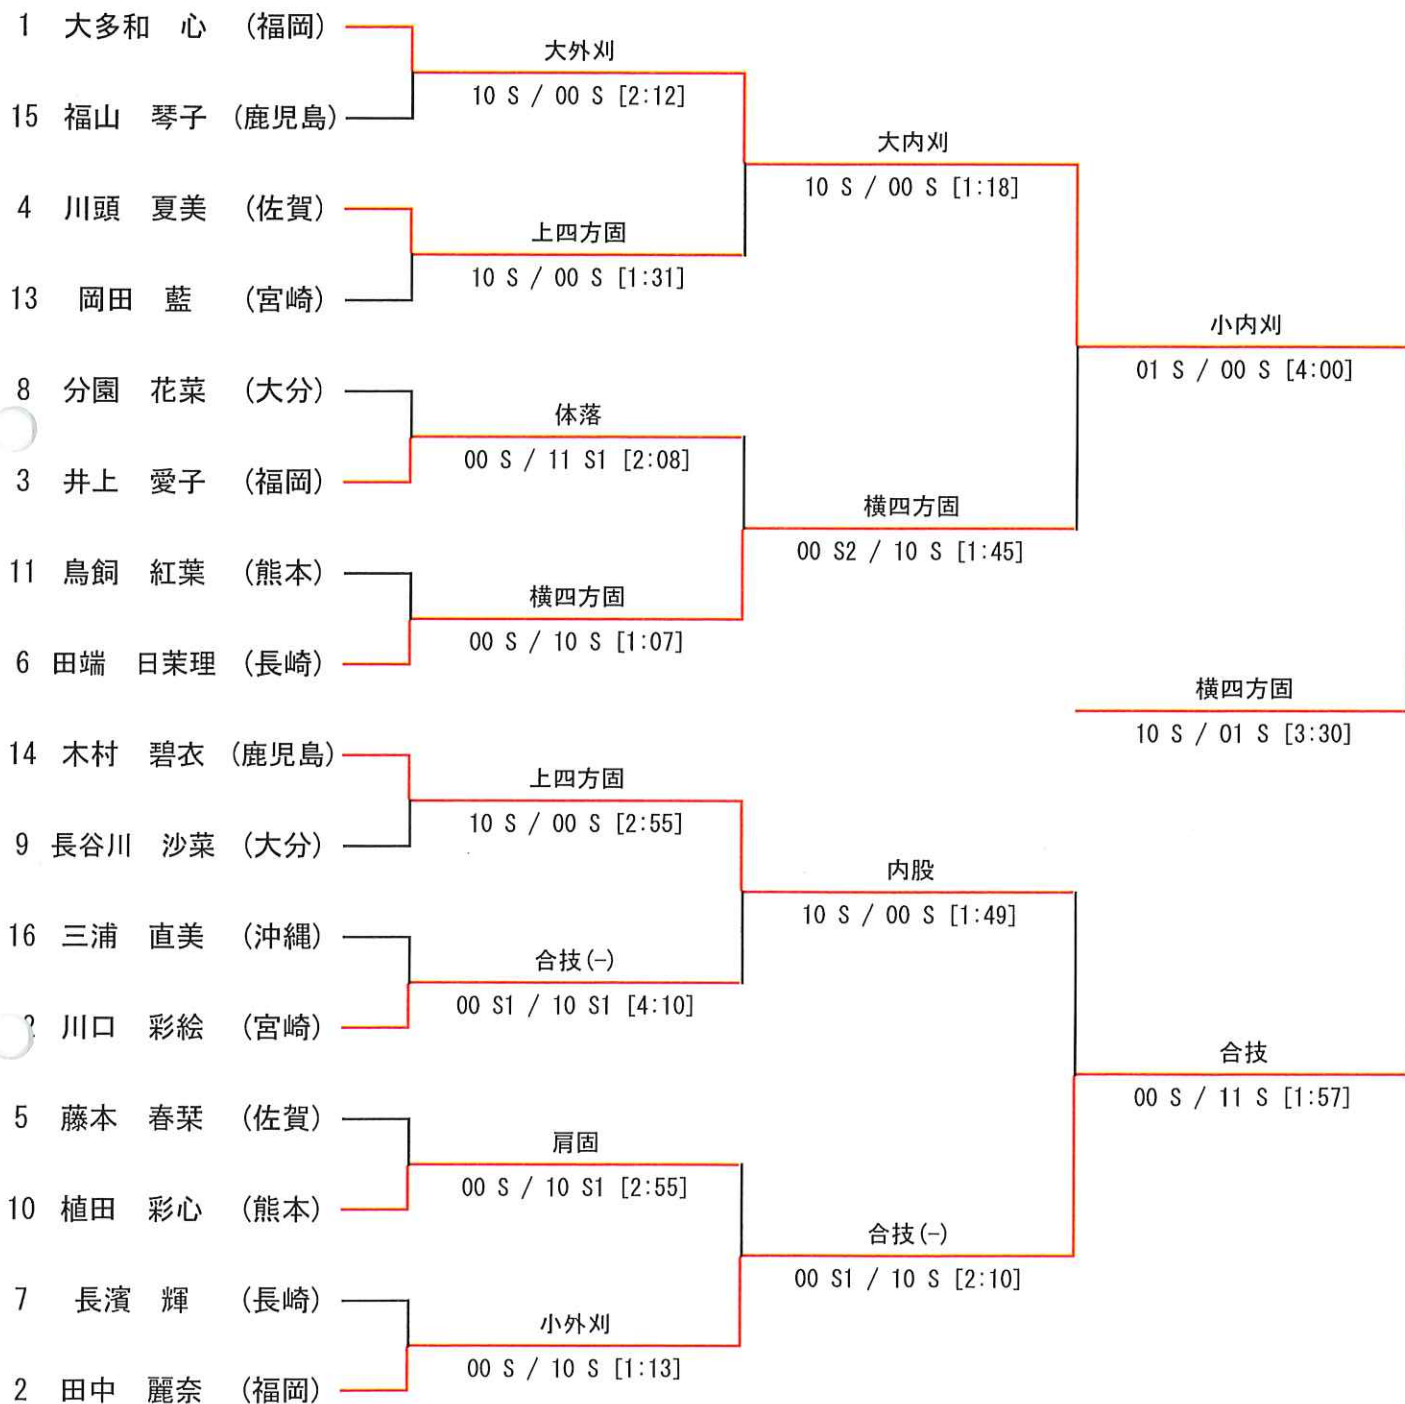 1 大多和 心 (福岡)
大外刈
10 S / 00 S [2:12]
15 福山 琴子 (鹿児島)
大内刈
10 S / 00 S [1:18]
4 川頭 夏美 (佐賀)
上四方固
10 S / 00 S [1:31]
13 岡田 藍 (宮崎)
小内刈
01 S / 00 S [4:00]
8 分園 花菜 (大分)
体落
00 S / 11 S1 [2:08]
3 井上 愛子 (福岡)
横四方固
00 S2 / 10 S [1:45]
11 鳥飼 紅葉 (熊本)
横四方固
00 S / 10 S [1:07]
6 田端 日茉理 (長崎)
横四方固
10 S / 01 S [3:30]
14 木村 碧衣 (鹿児島)
上四方固
10 S / 00 S [2:55]
9 長谷川 沙菜 (大分)
内股
10 S / 00 S [1:49]
16 三浦 直美 (沖縄)
合技(-)
00 S1 / 10 S1 [4:10]
川口 彩絵 (宮崎)
合技
00 S / 11 S [1:57]
5 藤本 春栞 (佐賀)
肩固
00 S / 10 S1 [2:55]
10 植田 彩心 (熊本)
合技(-)
00 S1 / 10 S [2:10]
7 長濱 輝 (長崎)
小外刈
00 S / 10 S [1:13]
2 田中 麗奈 (福岡)